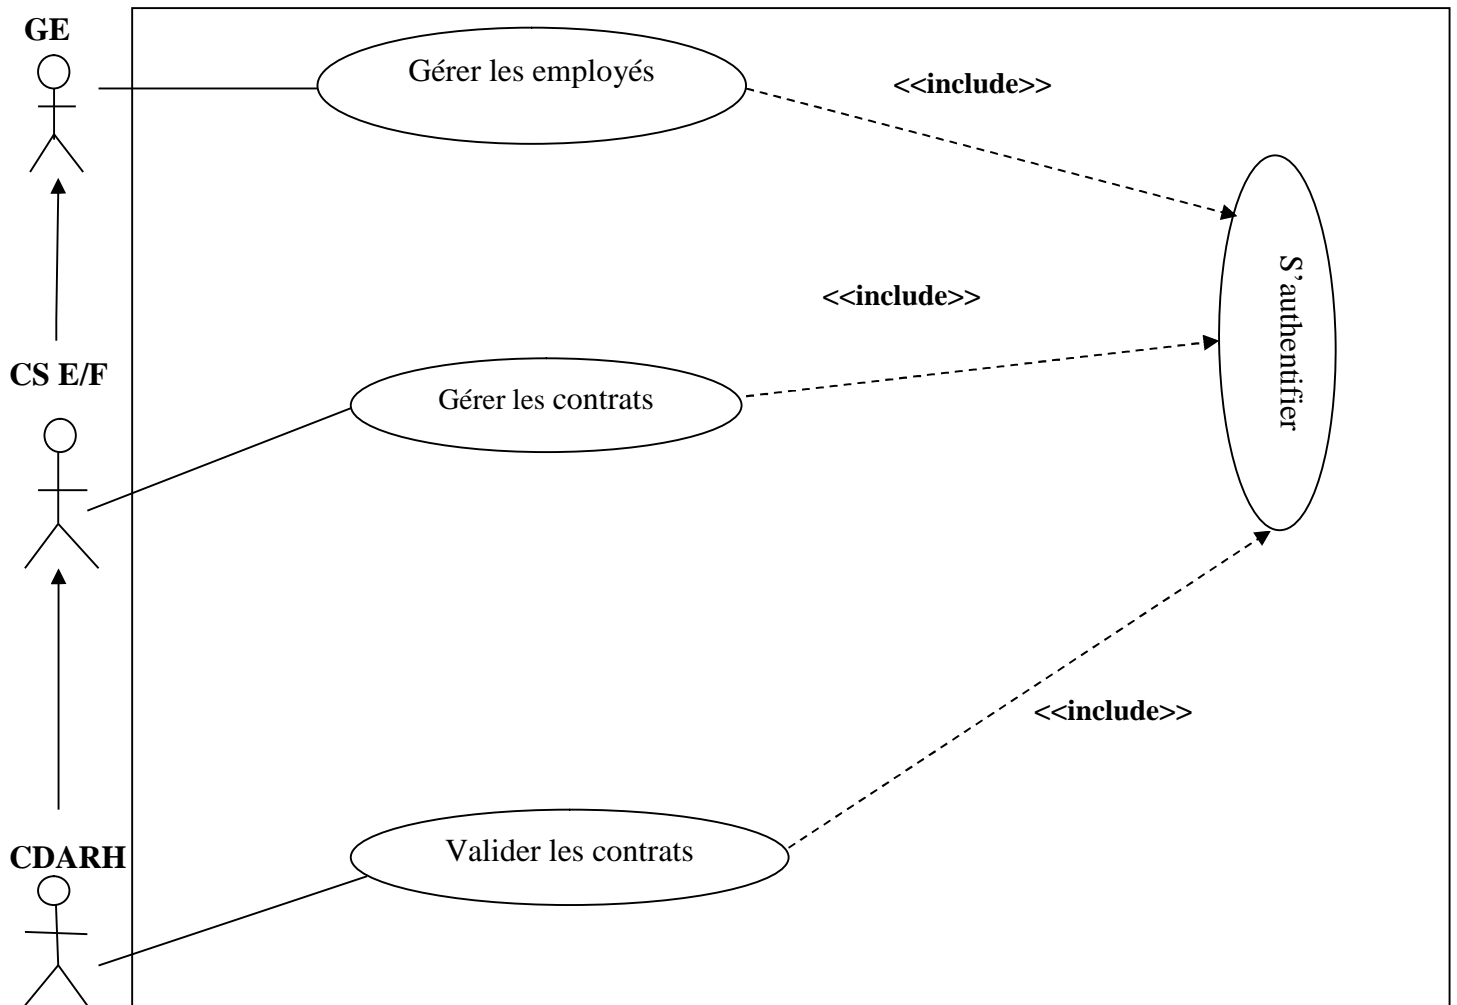 GE
Gérer les employés
<<include>>
S'authentifier
<<include>>
CS E/F
Gérer les contrats
<<include>>
CDARH
Valider les contrats